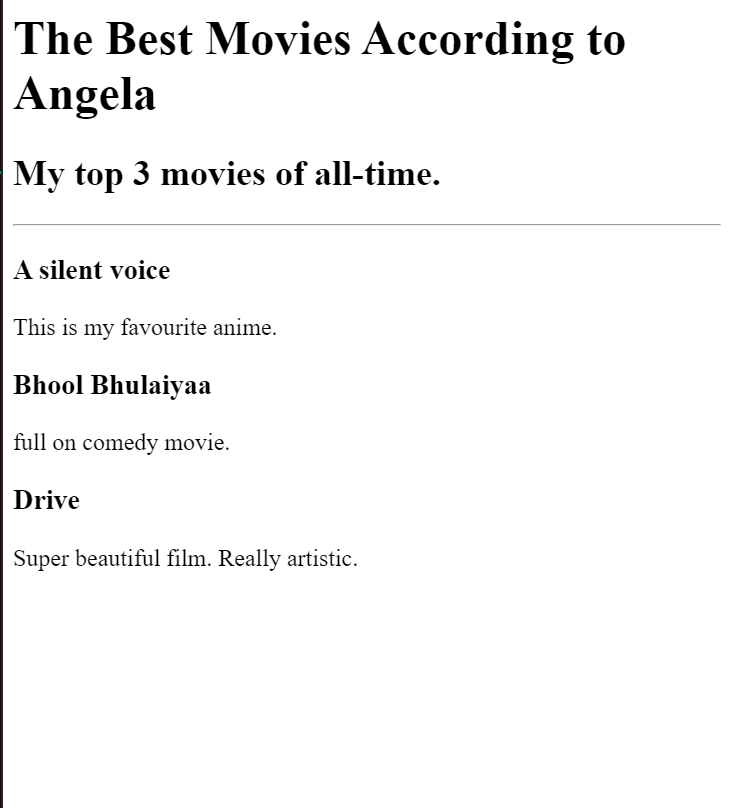 The Best Movies According to
Angela
My top 3 movies of all-time.
A silent voice
This is my favourite anime.
Bhool Bhulaiyaa
full on comedy movie.
Drive
Super beautiful film. Really artistic.